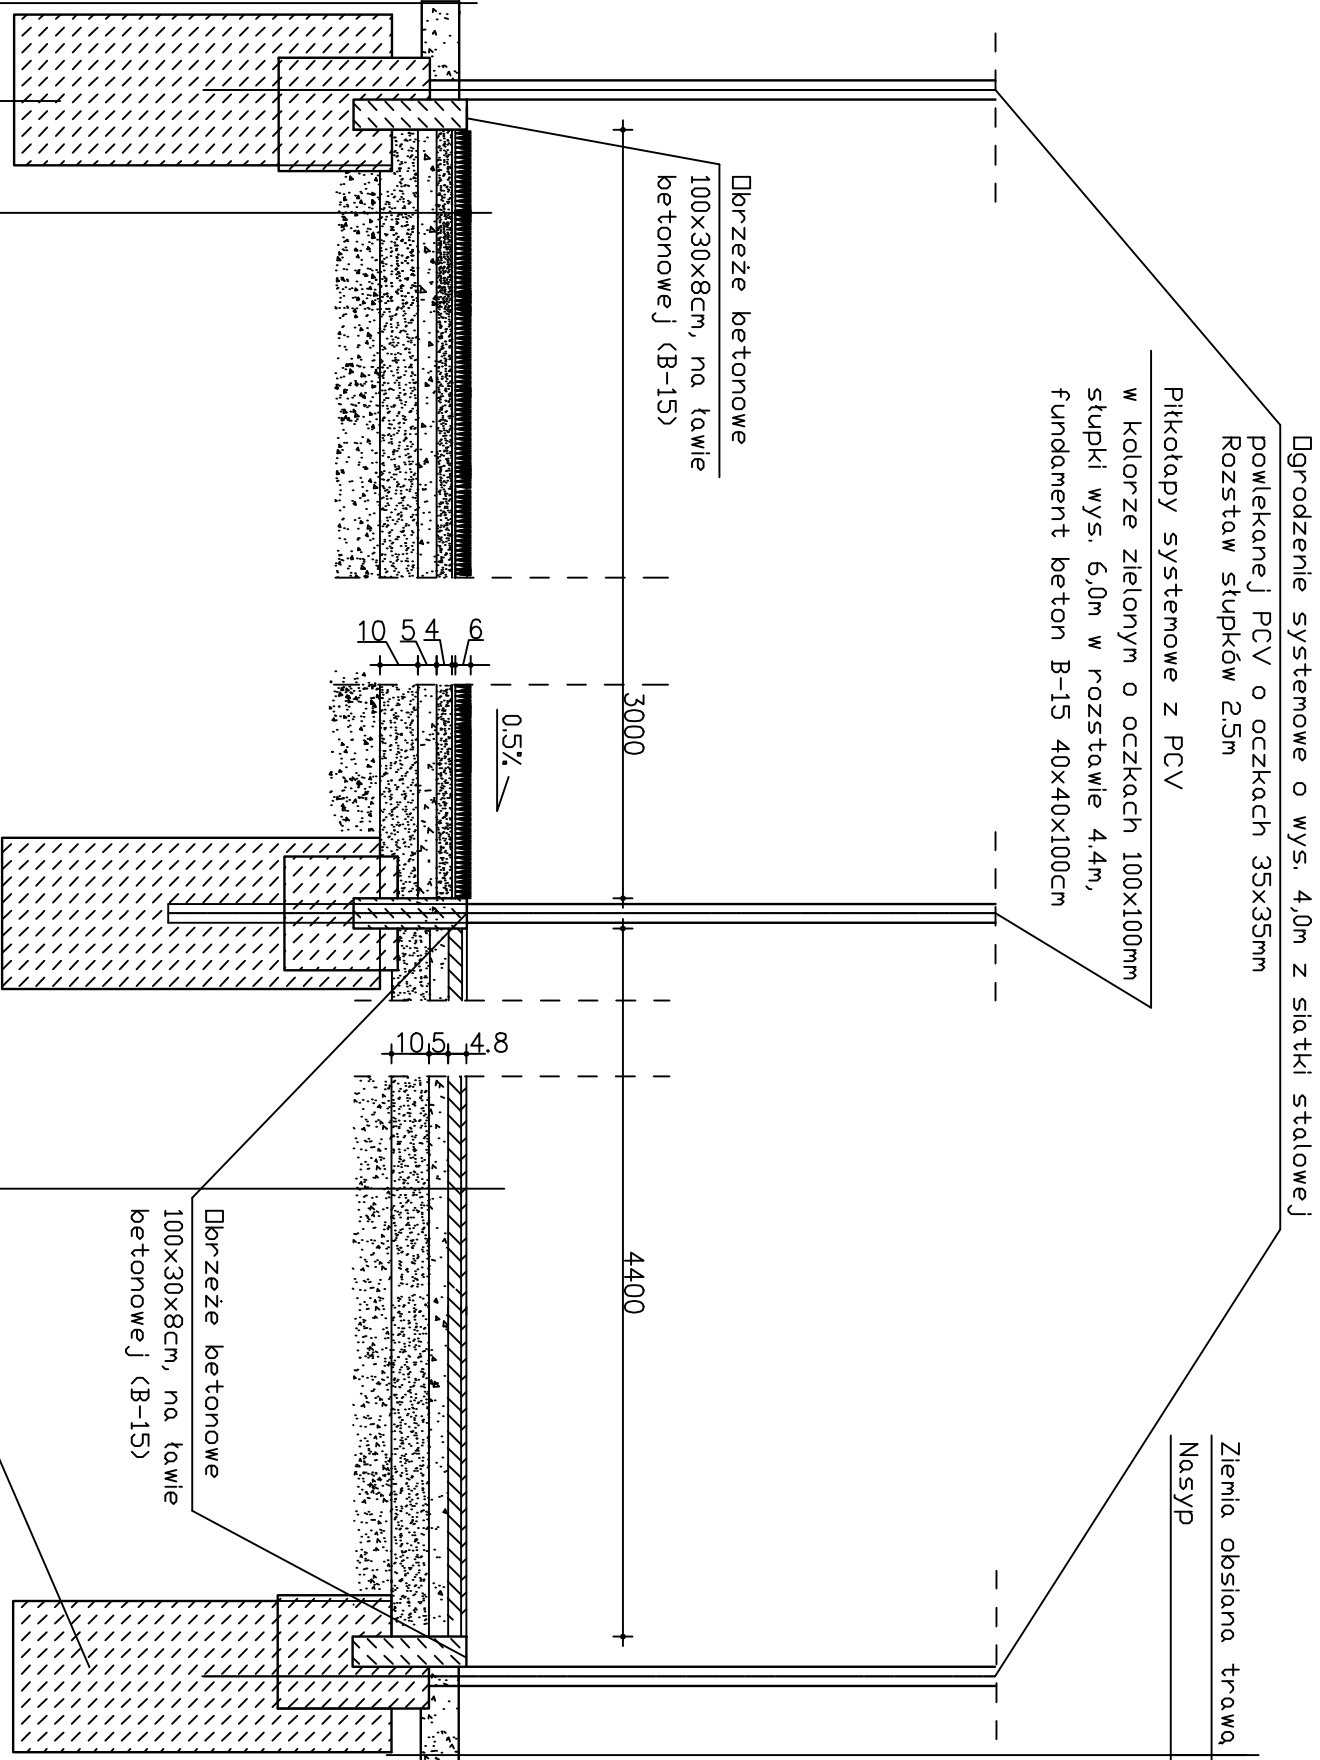 Ogrodzenie systemowe o wys. 4,0m z siatki stalowej
powlekanej PCV o oczkach 35x35mm
Rozstaw słupków 2.5m
Piłkołapy systemowe z PCV
w kolorze zielonym o oczkach 100x100mm
słupki wys. 6,0m w rozstawie 4.4m,
fundament beton B-15 40x40x100cm
Ziemia obsiana trawą
Nasyp
Obrzeże betonowe
100x30x8cm, na ławie
betonowej (B-15)
3000
4400
0.5%
10 5 4 6
10 5 4.8
Obrzeże betonowe
100x30x8cm, na ławie
betonowej (B-15)